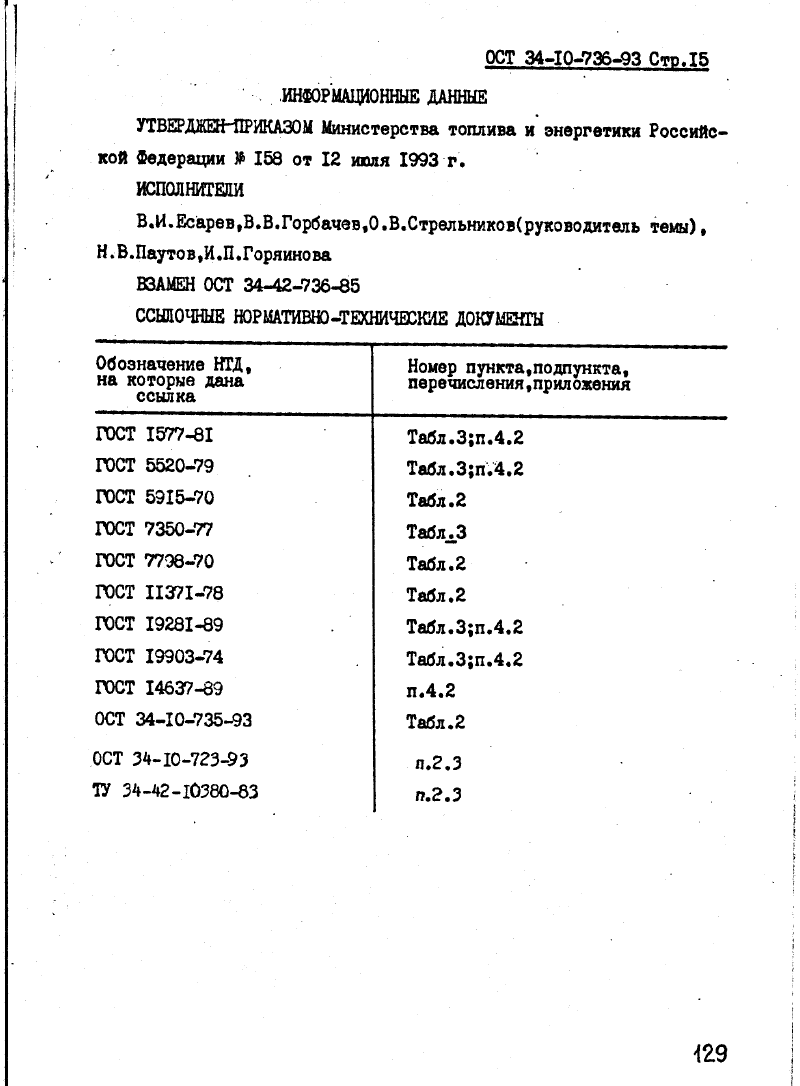 ОСТ 34-10-736-93 Стр.15
ИНФОРМАЦИОННЫЕ ДАННЫЕ
УТВЕРЖДЕН ПРИКАЗОМ Министерства топлива и энергетики Российс-
кой Федерации № 158 от 12 июля 1993 г.
ИСПОЛНИТЕЛИ
В.И.Есарев,В.В.Горбачев,О.В.Стрельников(руководитель темы),
Н.В.Паутов,И.П.Горяинова
ВЗАМЕН ОСТ 34-42-736-85
ССЫЛОЧНЫЕ НОРМАТИВНО-ТЕХНИЧЕСКИЕ ДОКУМЕНТЫ
Обозначение НТД, Номер пункта,подпункта,
на которые дана перечисления,приложения
ссылка
ГОСТ 1577-81 Табл.3;п.4.2
ГОСТ 5520-79 Табл.3;п.4.2
ГОСТ 5915-70 Табл.2
ГОСТ 7350-77 Табл.3
ГОСТ 7798-70 Табл.2
ГОСТ 11371-78 Табл.2
ГОСТ 19281-89 Табл.3;п.4.2
ГОСТ 19903-74 Табл.3;п.4.2
ГОСТ 14637-89 п.4.2
ОСТ 34-10-735-93 Табл.2
ОСТ 34-10-723-93 п.2.3
ТУ 34-42-10380-83 п.2.3
129